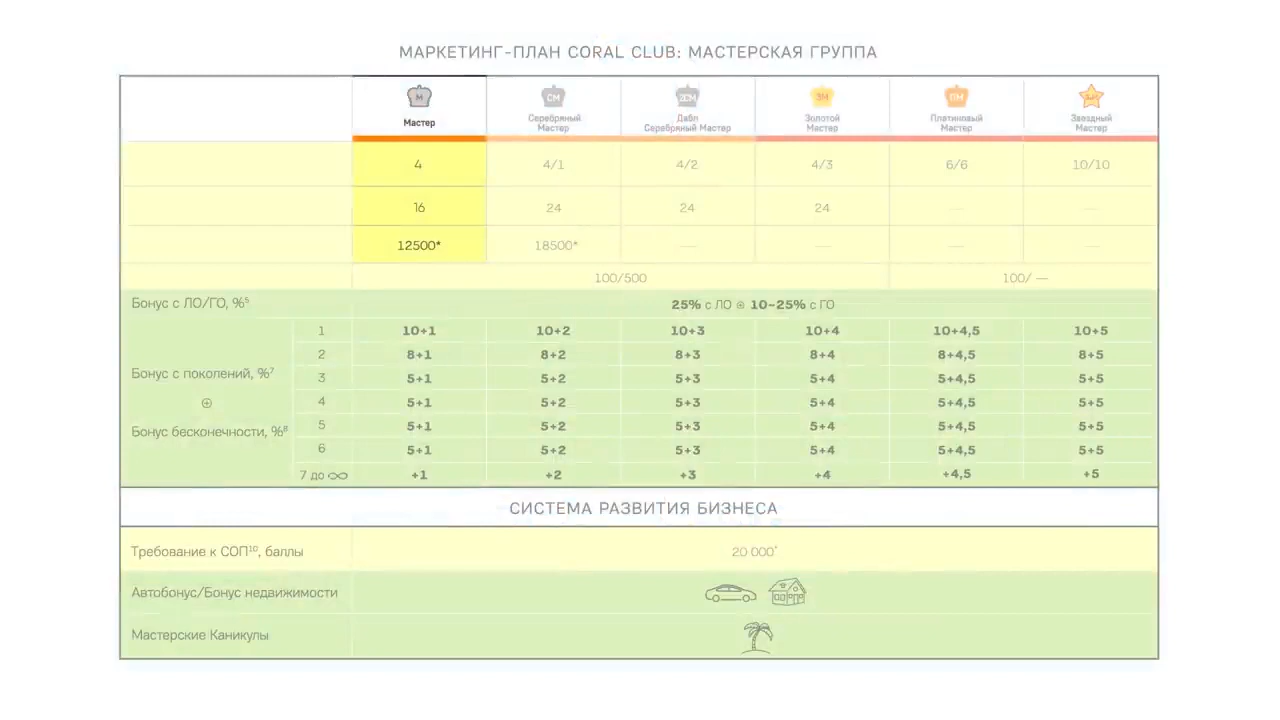 МАРКЕТИНГ-ПЛАН CORAL CLUB: МАСТЕРСКАЯ ГРУППА
М СМ 2СМ ЗМ ПМ
Мастер Серебряный Мастер Дабл Серебряный Мастер Золотой Мастер Платиновый Мастер Звездный Мастер
4 4/1 4/2 4/3 6/6 10/10
16 24 24 24 — —
12500* 18500* — — — —
100/500 100/ —
Бонус с ЛО/ГО, %⁵ 25% с ЛО ⊕ 10–25% с ГО
1 10+1 10+2 10+3 10+4 10+4,5 10+5
2 8+1 8+2 8+3 8+4 8+4,5 8+5
Бонус с поколений, %⁷ 3 5+1 5+2 5+3 5+4 5+4,5 5+5
⊕ 4 5+1 5+2 5+3 5+4 5+4,5 5+5
Бонус бесконечности, %⁸ 5 5+1 5+2 5+3 5+4 5+4,5 5+5
6 5+1 5+2 5+3 5+4 5+4,5 5+5
7 до ∞ +1 +2 +3 +4 +4,5 +5
СИСТЕМА РАЗВИТИЯ БИЗНЕСА
Требование к СОП¹⁰, баллы 20 000*
Автобонус/Бонус недвижимости
Мастерские Каникулы